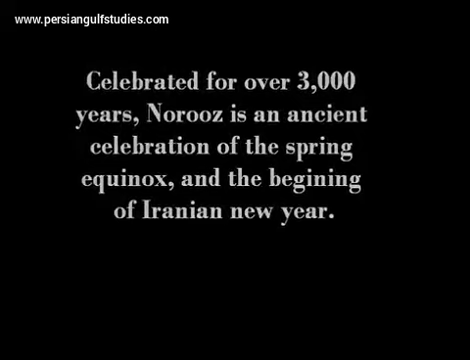 www.persiangulfstudies.com
Celebrated for over 3,000
years, Norooz is an ancient
celebration of the spring
equinox, and the begining
of Iranian new year.